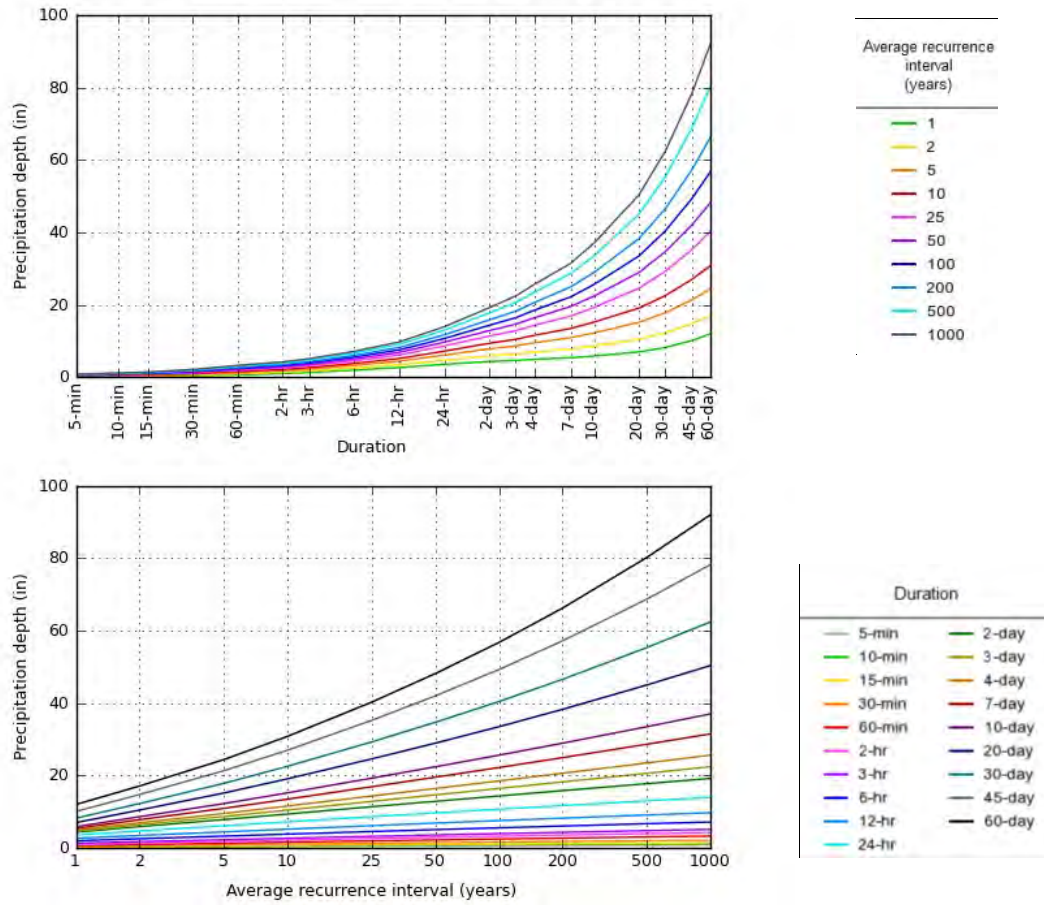 100
80
60
40
20
0
Precipitation depth (in)
5-min
10-min
15-min
30-min
60-min
2-hr
3-hr
6-hr
12-hr
24-hr
2-day
3-day
4-day
7-day
10-day
20-day
30-day
45-day
60-day
Duration
Average recurrence
interval
(years)
1
2
5
10
25
50
100
200
500
1000
100
80
60
40
20
0
Precipitation depth (in)
1 2 5 10 25 50 100 200 500 1000
Average recurrence interval (years)
Duration
5-min 2-day
10-min 3-day
15-min 4-day
30-min 7-day
60-min 10-day
2-hr 20-day
3-hr 30-day
6-hr 45-day
12-hr 60-day
24-hr